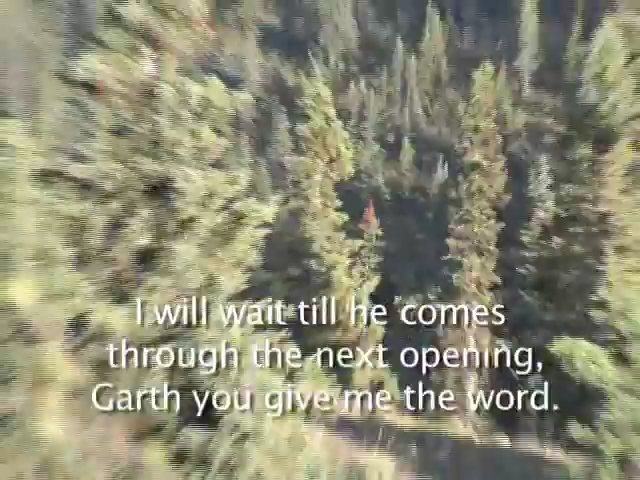 I will wait till he comes
through the next opening,
Garth you give me the word.